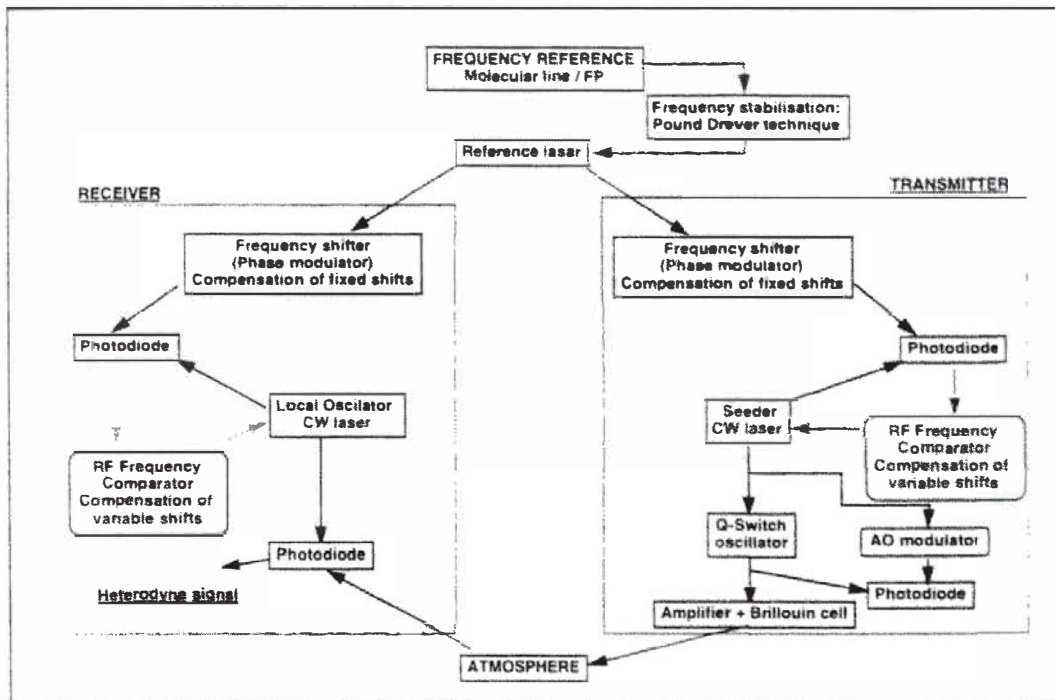 FREQUENCY REFERENCE
Molecular line / FP
Frequency stabilisation:
Pound Drever technique
Reference lasar
RECEIVER
TRANSMITTER
Frequency shifter
(Phase modulator)
Compensation of fixed shifts
Frequency shifter
(Phase modulator)
Compensation of fixed shifts
Photodiode
Photodiode
Local Oscilator
CW laser
Seeder
CW laser
RF Frequency
Comparator
Compensation of
variable shifts
RF Frequency
Comparator
Compensation of
variable shifts
Q-Switch
oscillator
AO modulator
Photodiode
Heterodyne signal
Photodiode
Amplifier + Brillouin cell
ATMOSPHERE